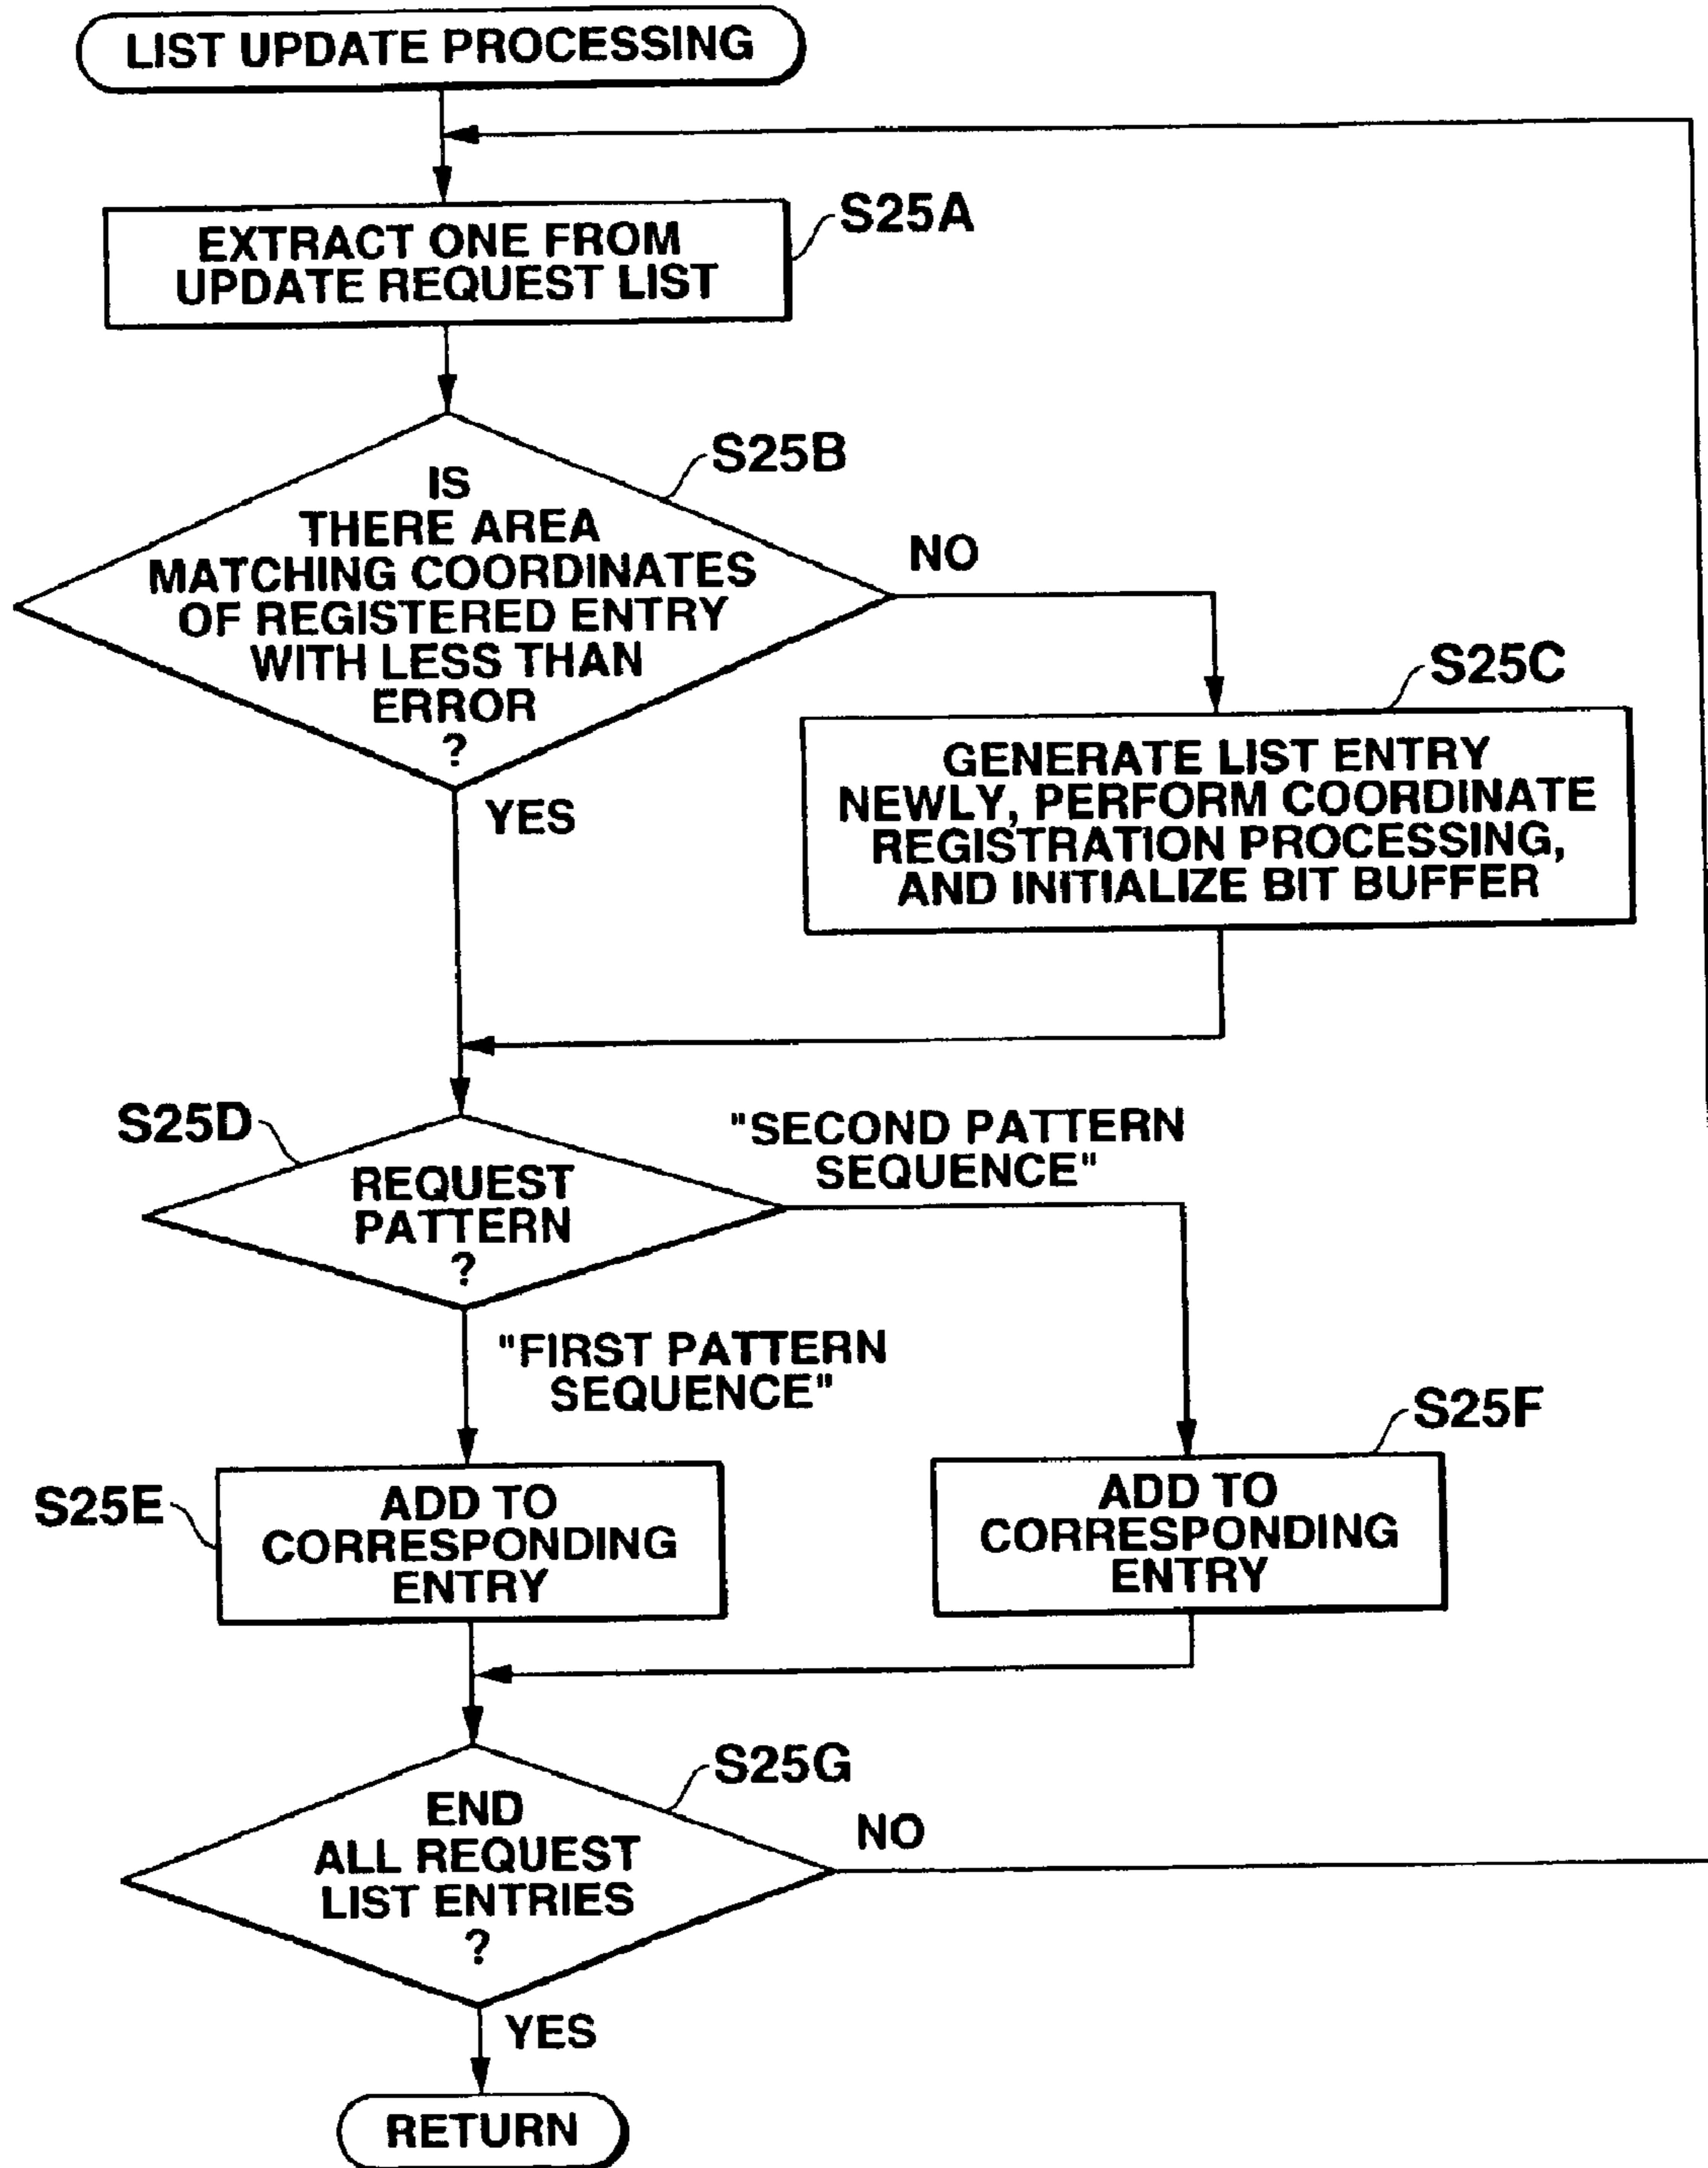 LIST UPDATE PROCESSING
S25A
EXTRACT ONE FROM
UPDATE REQUEST LIST
S25B
IS
THERE AREA
MATCHING COORDINATES
OF REGISTERED ENTRY
WITH LESS THAN
ERROR
?
NO
YES
S25C
GENERATE LIST ENTRY
NEWLY, PERFORM COORDINATE
REGISTRATION PROCESSING,
AND INITIALIZE BIT BUFFER
S25D
REQUEST
PATTERN
?
"SECOND PATTERN
SEQUENCE"
"FIRST PATTERN
SEQUENCE"
S25E
ADD TO
CORRESPONDING
ENTRY
S25F
ADD TO
CORRESPONDING
ENTRY
S25G
END
ALL REQUEST
LIST ENTRIES
?
NO
YES
RETURN